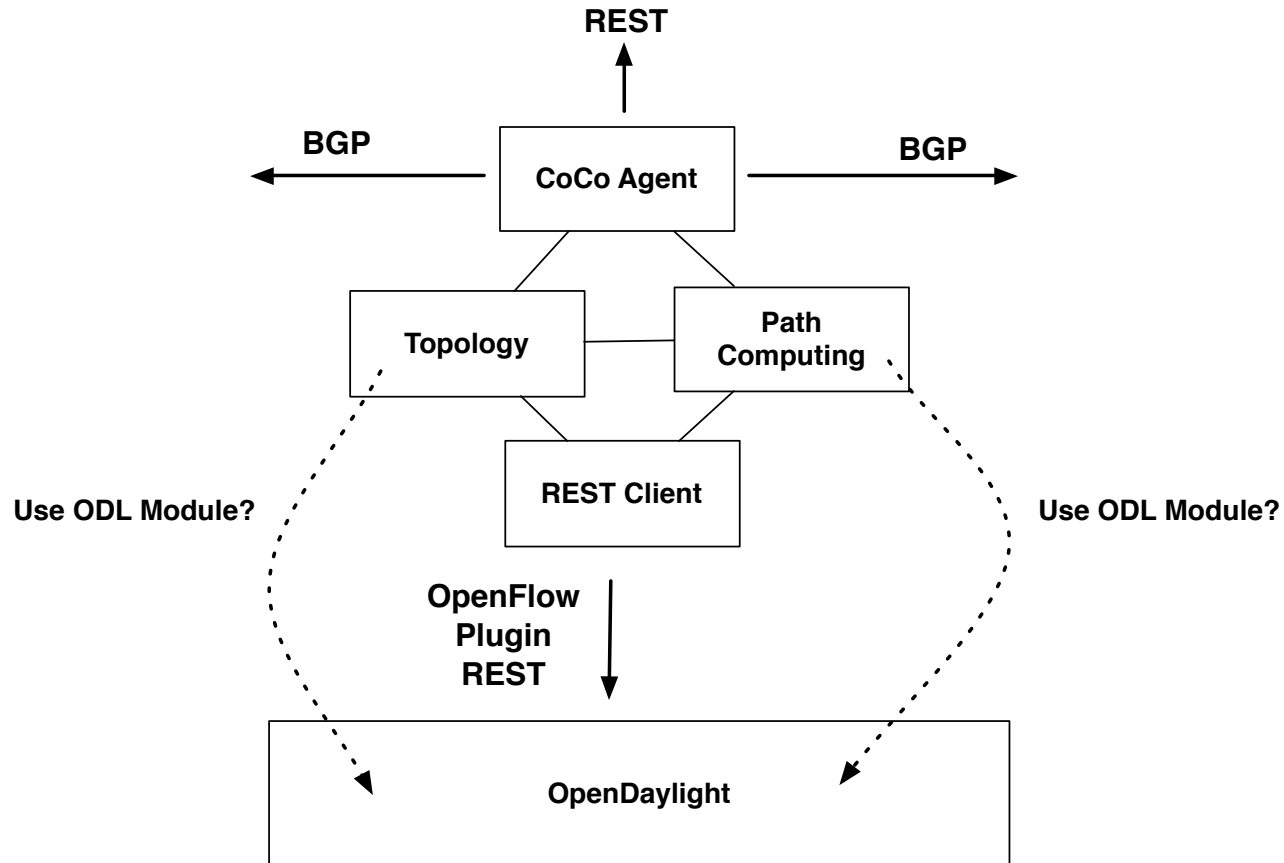 REST
BGP
BGP
CoCo Agent
Topology
Path
Computing
REST Client
Use ODL Module?
Use ODL Module?
OpenFlow
Plugin
REST
OpenDaylight